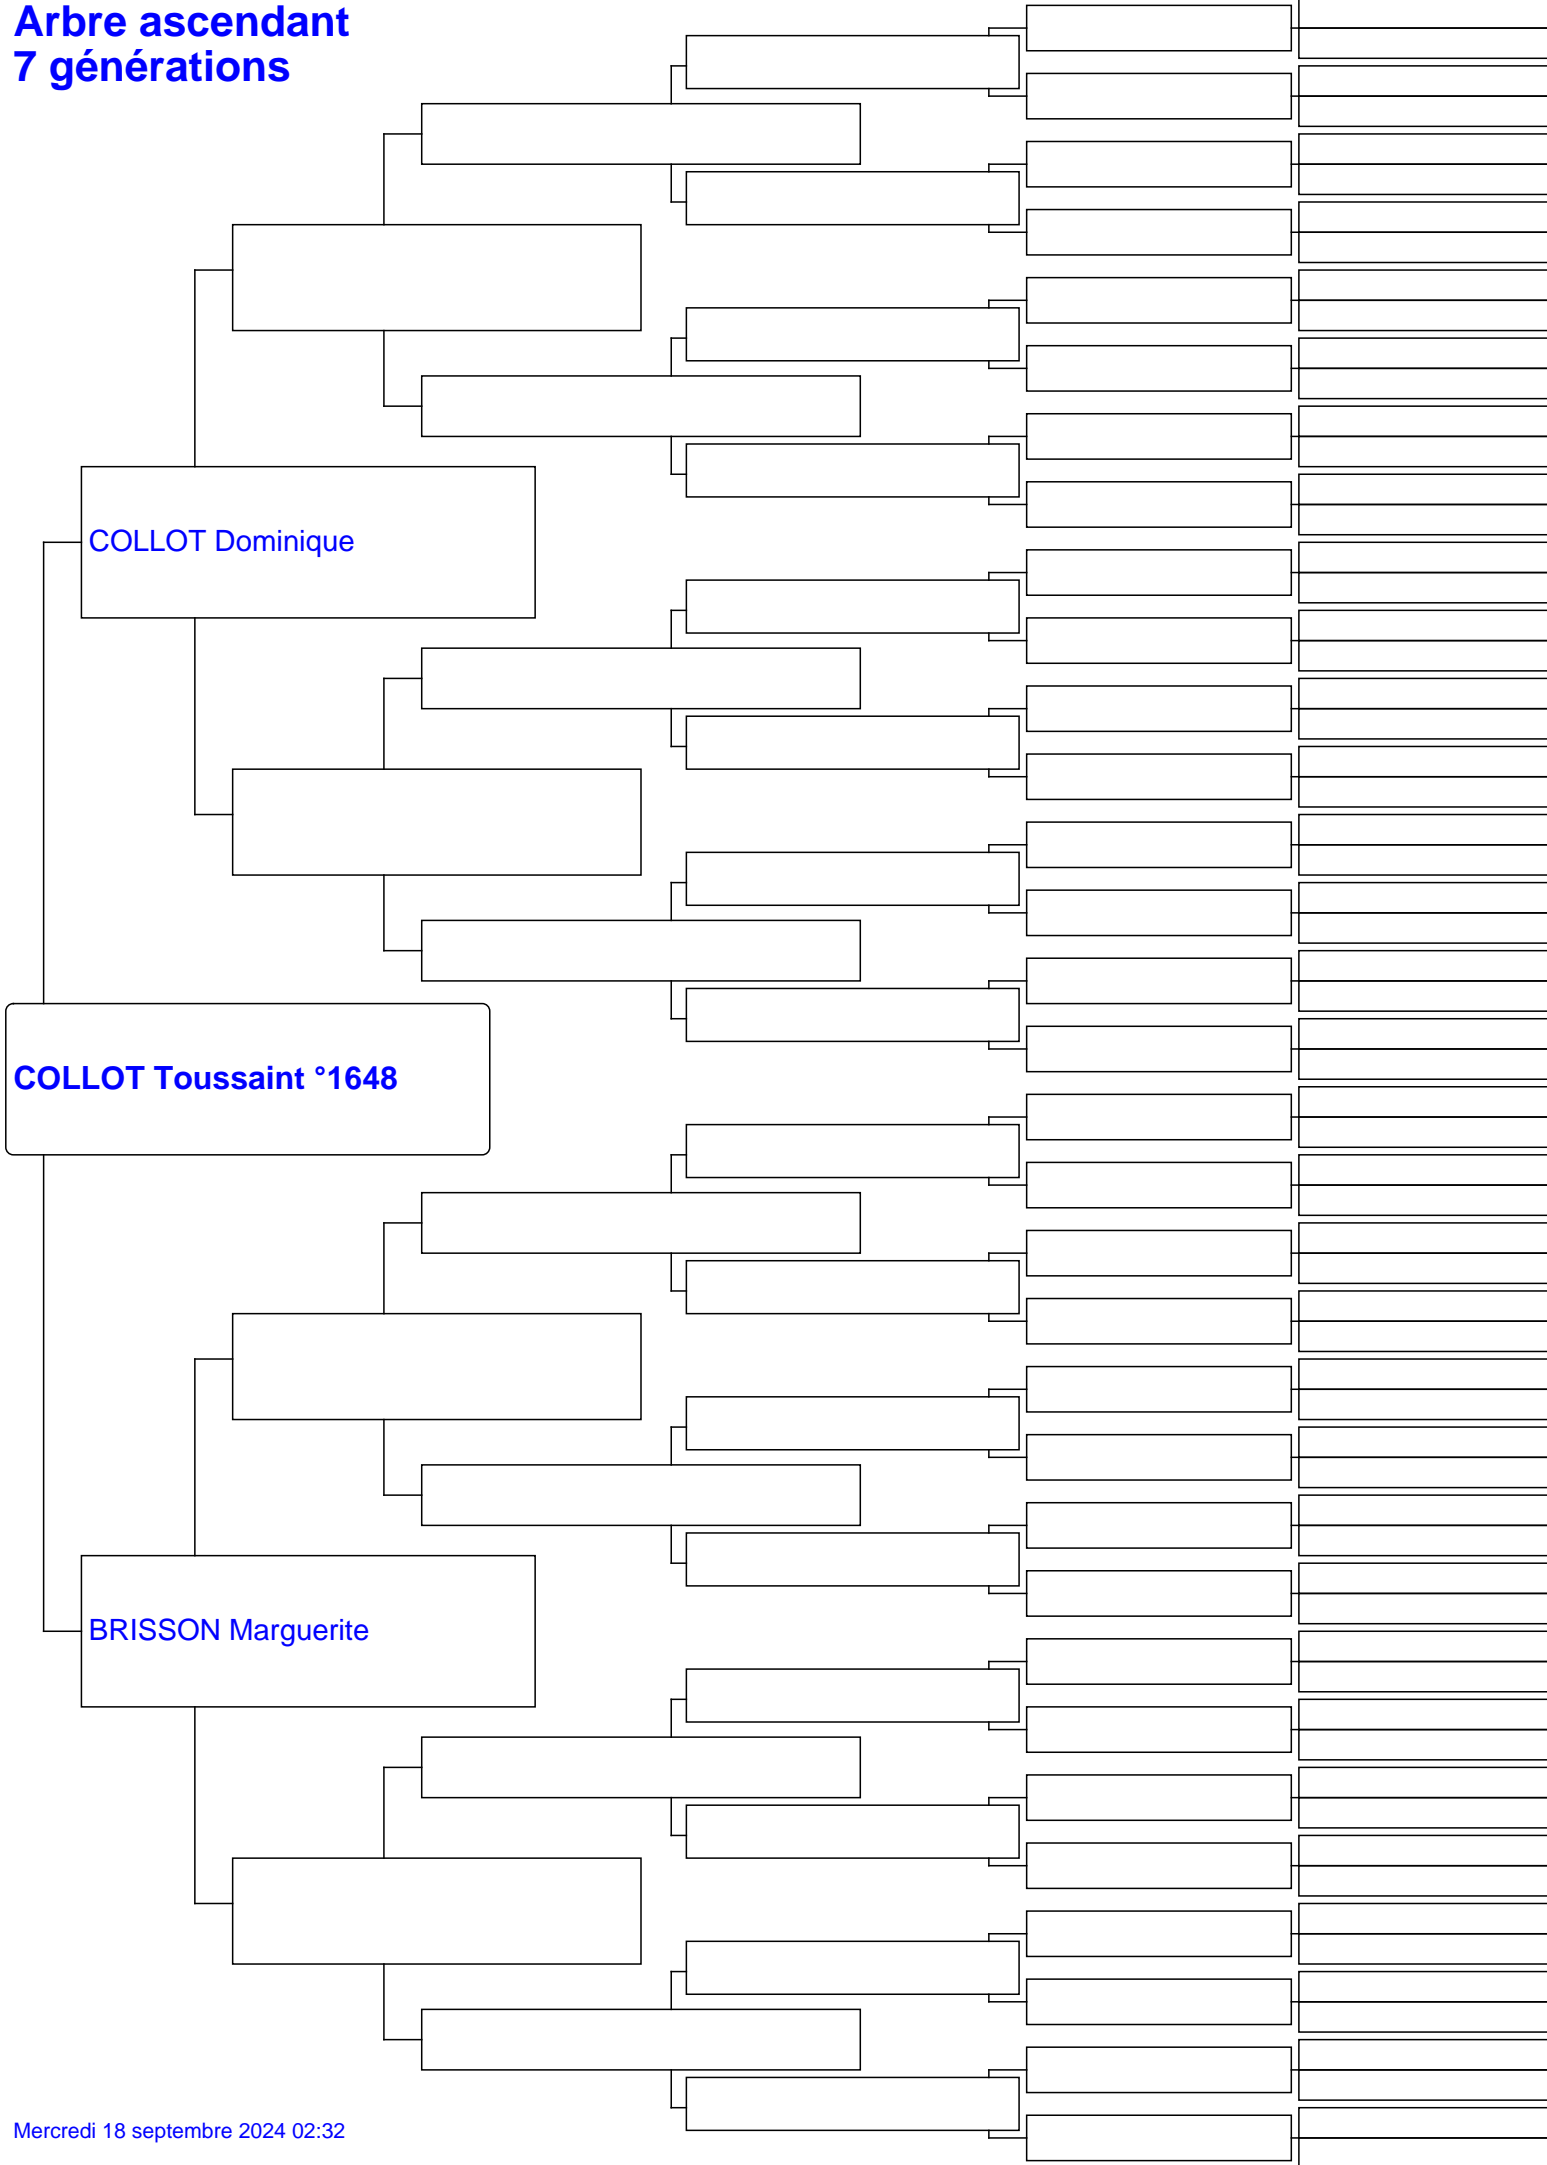 Arbre ascendant
7 générations
COLLOT Dominique
COLLOT Toussaint °1648
BRISSON Marguerite
Mercredi 18 septembre 2024 02:32